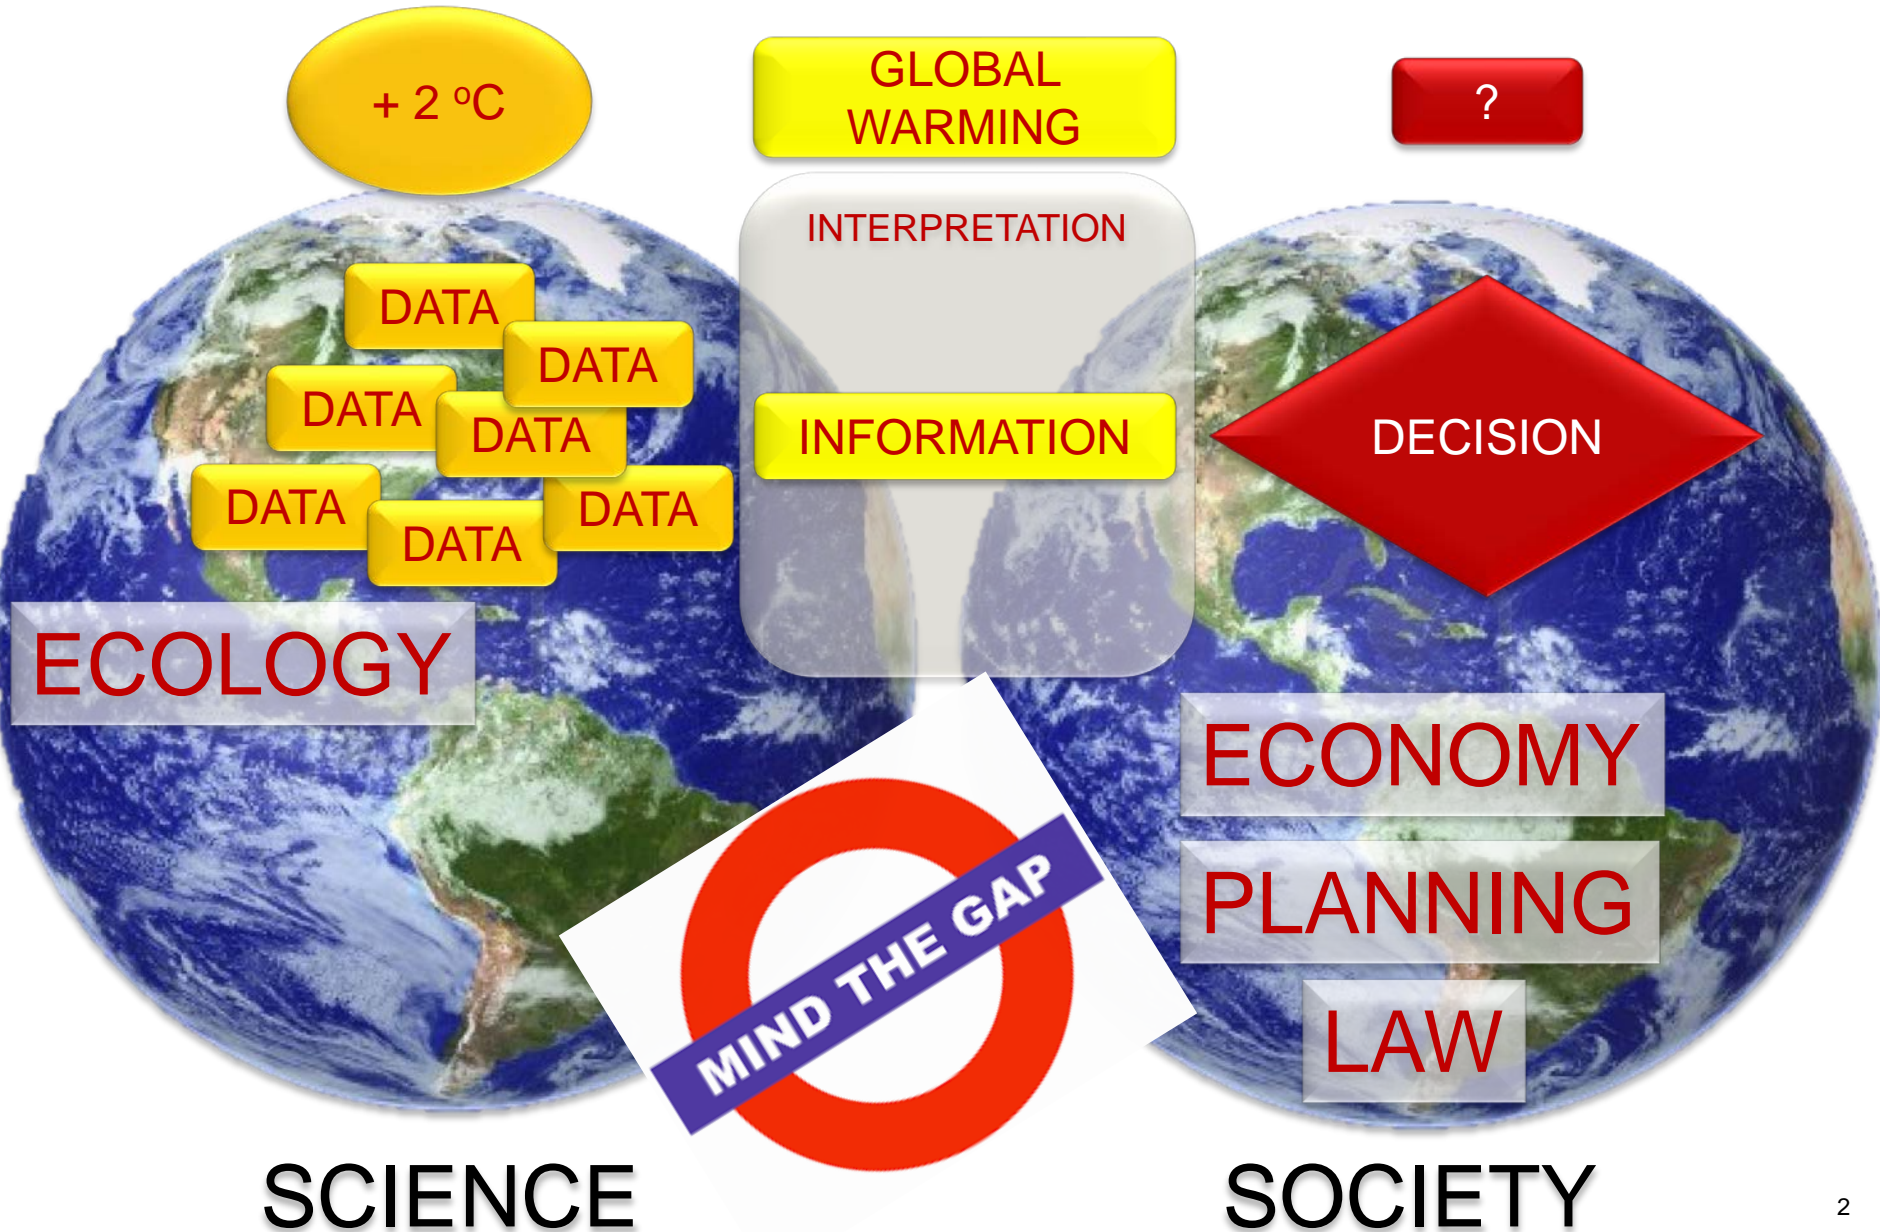 + 2 ºC
GLOBAL
WARMING
?
INTERPRETATION
DATA
DATA
DATA
DATA
DATA
DATA
DATA
INFORMATION
DECISION
ECOLOGY
ECONOMY
PLANNING
LAW
MIND THE GAP
SCIENCE
SOCIETY
2